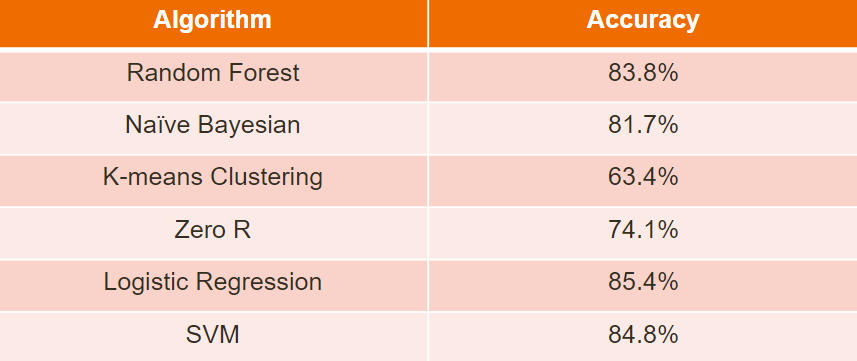 Algorithm Accuracy
Random Forest 83.8%
Naïve Bayesian 81.7%
K-means Clustering 63.4%
Zero R 74.1%
Logistic Regression 85.4%
SVM 84.8%